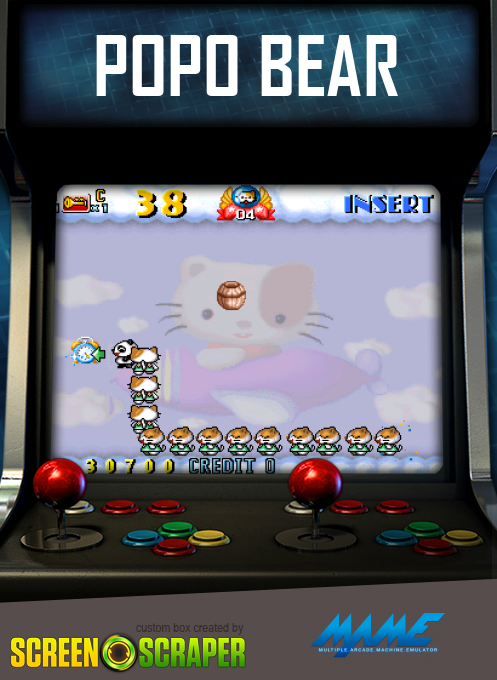 POPO BEAR
C
x1
38
04
INSERT
30700 CREDIT 0
custom box created by
SCREEN SCRAPER
MAME
MULTIPLE ARCADE MACHINE EMULATOR